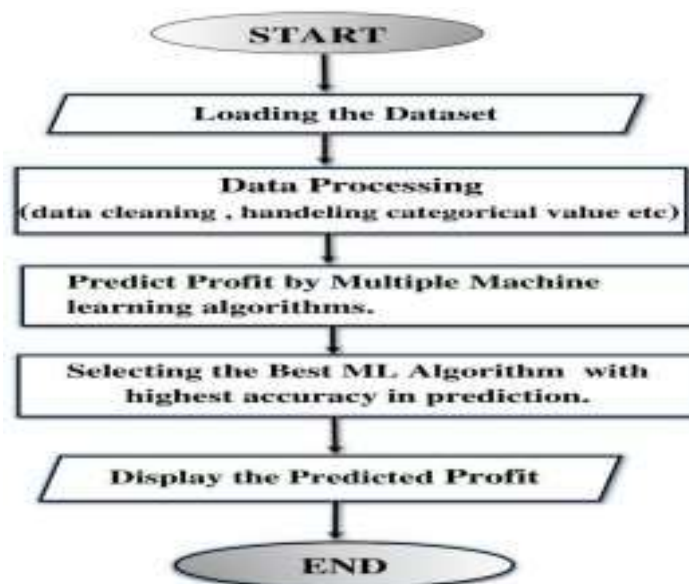 START
Loading the Dataset
Data Processing
(data cleaning , handeling categorical value etc)
Predict Profit by Multiple Machine
learning algorithms.
Selecting the Best ML Algorithm with
highest accuracy in prediction.
Display the Predicted Profit
END